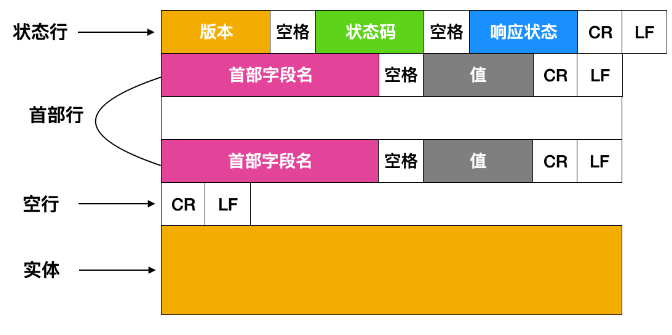 状态行 版本 空格 状态码 空格 响应状态 CR LF
首部字段名 空格 值 CR LF
首部行
首部字段名 空格 值 CR LF
空行 CR LF
实体